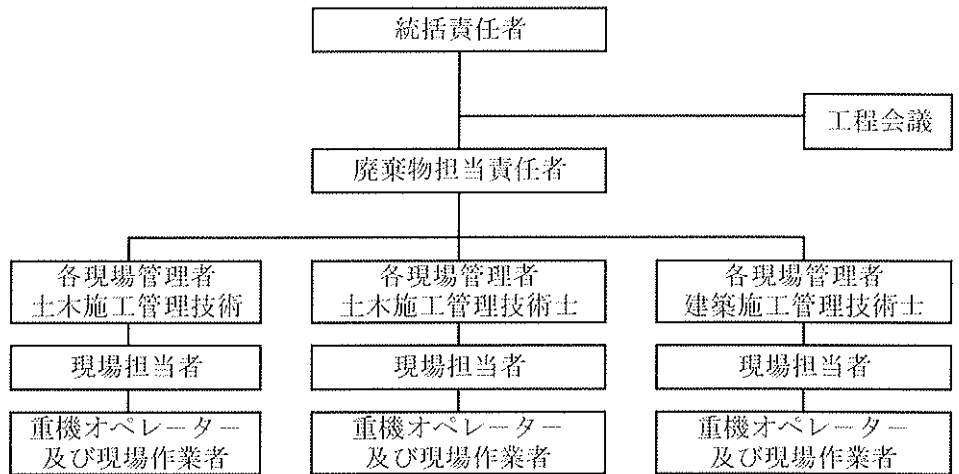 統括責任者
工程会議
廃棄物担当責任者
各現場管理者
土木施工管理技術
各現場管理者
土木施工管理技術士
各現場管理者
建築施工管理技術士
現場担当者
現場担当者
現場担当者
重機オペレーター
及び現場作業者
重機オペレーター
及び現場作業者
重機オペレーター
及び現場作業者